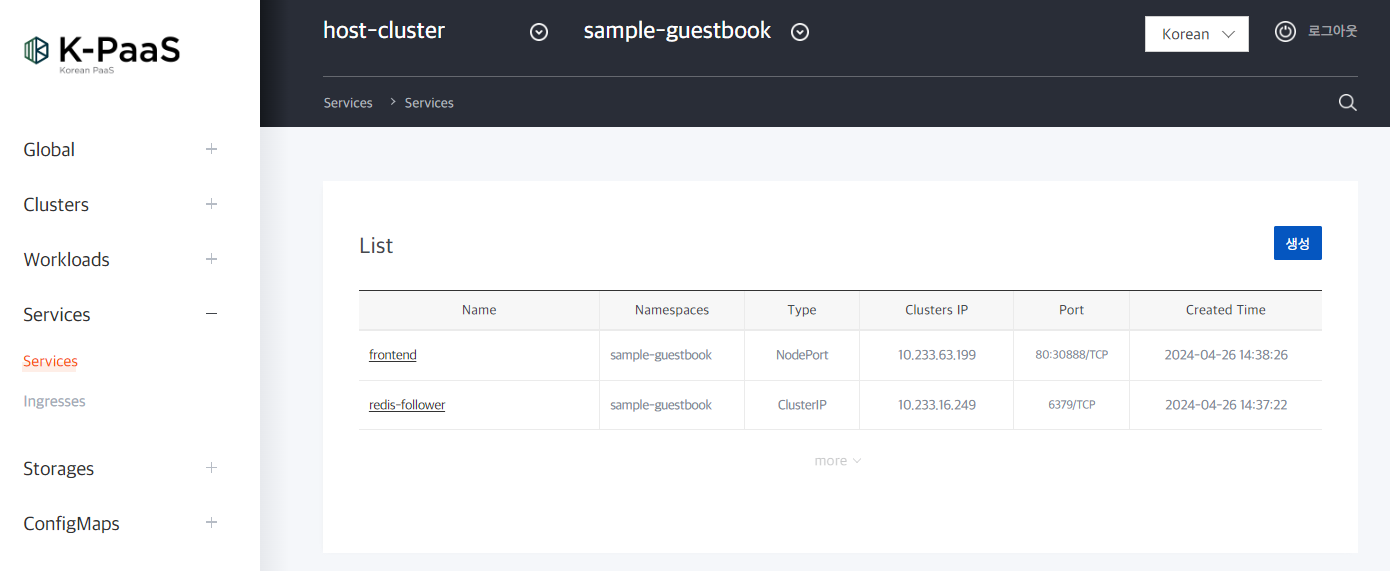 K-PaaS
Korean PaaS
host-cluster sample-guestbook Korean 로그아웃
Services > Services
Global +
Clusters +
Workloads +
Services −
Services
Ingresses
Storages +
ConfigMaps +
List 생성
Name Namespaces Type Clusters IP Port Created Time
frontend sample-guestbook NodePort 10.233.63.199 80:30888/TCP 2024-04-26 14:38:26
redis-follower sample-guestbook ClusterIP 10.233.16.249 6379/TCP 2024-04-26 14:37:22
more